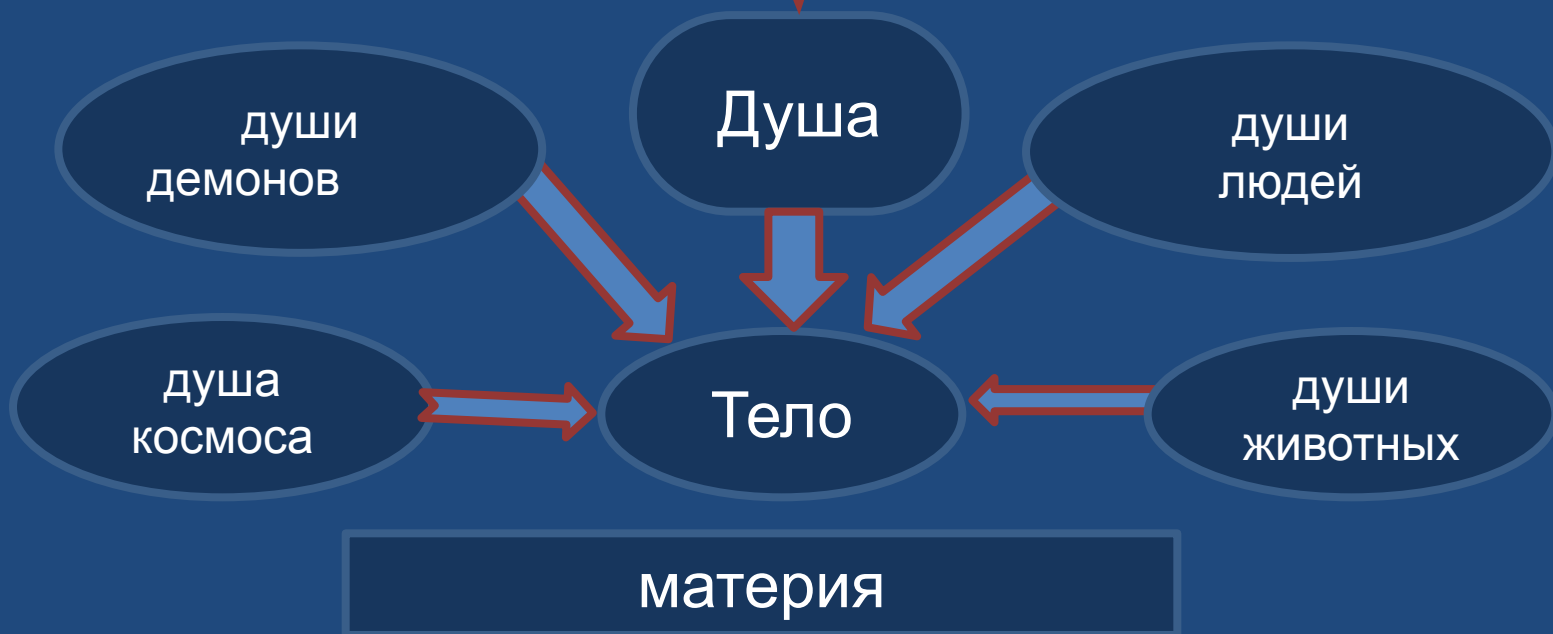 Душа
души
демонов
души
людей
душа
космоса
Тело
души
животных
материя